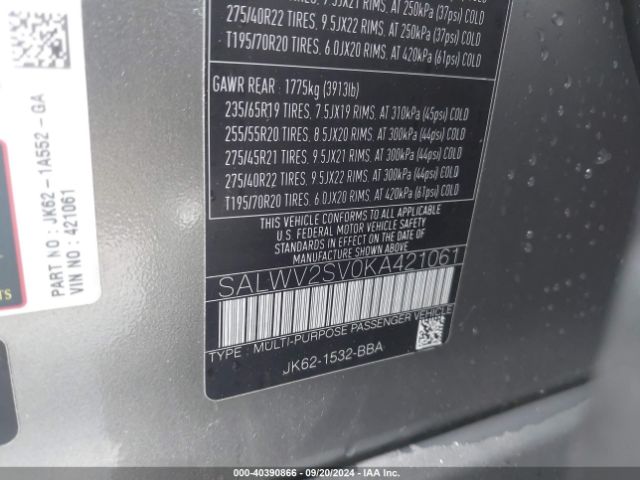 275/40R22 TIRES, 9.5JX22 RIMS, AT 250kPa (37psi) COLD
T195/70R20 TIRES, 6.0JX20 RIMS, AT 420kPa (61psi) COLD
GAWR REAR : 1775kg (3913lb)
235/65R19 TIRES, 7.5JX19 RIMS, AT 310kPa (45psi) COLD
255/55R20 TIRES, 8.5JX20 RIMS, AT 300kPa (44psi) COLD
275/45R21 TIRES, 9.5JX21 RIMS, AT 300kPa (44psi) COLD
275/40R22 TIRES, 9.5JX22 RIMS, AT 300kPa (44psi) COLD
T195/70R20 TIRES, 6.0JX20 RIMS, AT 420kPa (61psi) COLD
THIS VEHICLE CONFORMS TO ALL APPLICABLE
U.S. FEDERAL MOTOR VEHICLE SAFETY
STANDARDS IN EFFECT ON THE DATE OF
MANUFACTURE SHOWN ABOVE
SALWV2SV0KA421061
TYPE : MULTI-PURPOSE PASSENGER VEHICLE
JK62-1532-BBA
PART NO : JK62-1A552-GA
VIN NO : 421061
000-40390866 - 09/20/2024 - IAA Inc.